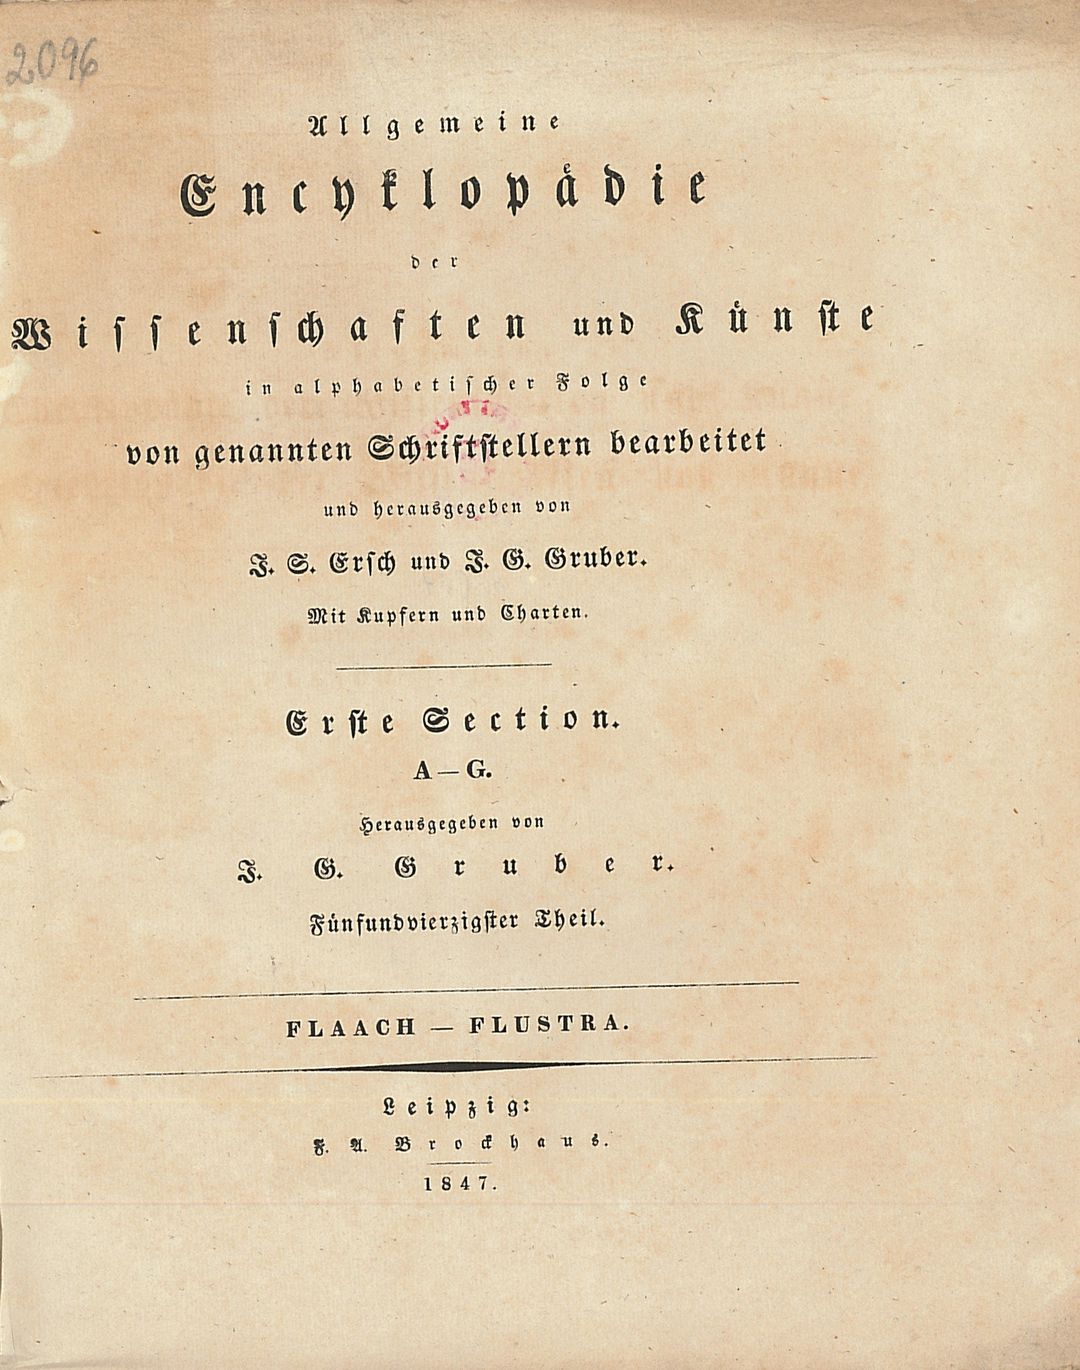 2096
Allgemeine
Encyklopädie
der
Wissenschaften und Künste
in alphabetischer Folge
von genannten Schriftstellern bearbeitet
und herausgegeben von
J. S. Ersch und J. G. Gruber.
Mit Kupfern und Charten.
Erste Section.
A — G.
Herausgegeben von
J. G. Gruber.
Fünfundvierzigster Theil.
FLAACH — FLUSTRA.
Leipzig:
F. A. Brockhaus.
1847.